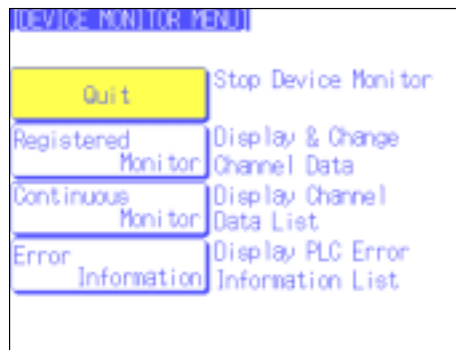 [DEVICE MONITOR MENU]
Quit
Stop Device Monitor
Registered
Monitor
Display & Change
Channel Data
Continuous
Monitor
Display Channel
Data List
Error
Information
Display PLC Error
Information List